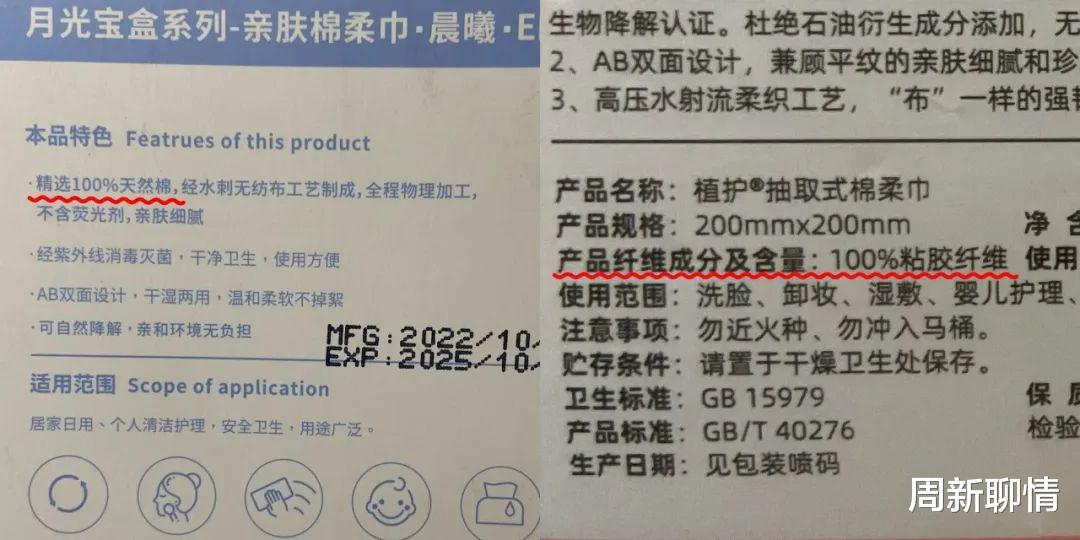 月光宝盒系列-亲肤棉柔巾·晨曦·E
本品特色 Featrues of this product
·精选100%天然棉,经水刺无纺布工艺制成,全程物理加工,
不含荧光剂,亲肤细腻
·经紫外线消毒灭菌，干净卫生，使用方便
·AB双面设计，干湿两用，温和柔软不掉絮
·可自然降解，亲和环境无负担
MFG:2022/10/
EXP:2025/10/
适用范围 Scope of application
居家日用、个人清洁护理，安全卫生，用途广泛。
生物降解认证。杜绝石油衍生成分添加，无
2、AB双面设计，兼顾平纹的亲肤细腻和珍
3、高压水射流柔织工艺，“布”一样的强韧
产品名称：植护®抽取式棉柔巾
产品规格：200mmx200mm 净 含
产品纤维成分及含量：100%粘胶纤维 使用
使用范围：洗脸、卸妆、湿敷、婴儿护理、
注意事项：勿近火种、勿冲入马桶。
贮存条件：请置于干燥卫生处保存。
卫生标准：GB 15979 保 质
产品标准：GB/T 40276 检验
生产日期：见包装喷码
周新聊情